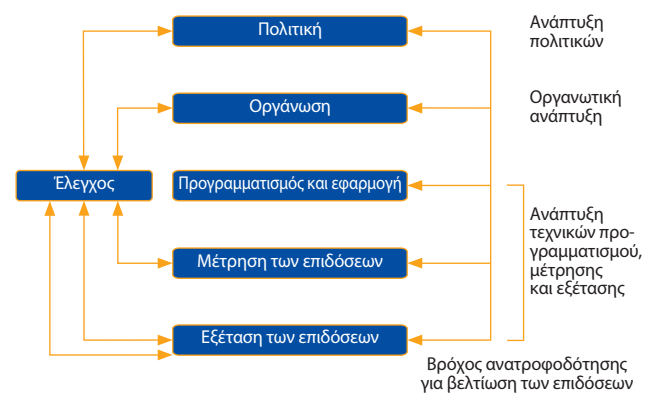 Πολιτική
Ανάπτυξη
πολιτικών
Οργάνωση
Οργανωτική
ανάπτυξη
Έλεγχος
Προγραμματισμός και εφαρμογή
Ανάπτυξη
τεχνικών προ-
γραμματισμού,
μέτρησης
και εξέτασης
Μέτρηση των επιδόσεων
Εξέταση των επιδόσεων
Βρόχος ανατροφοδότησης
για βελτίωση των επιδόσεων